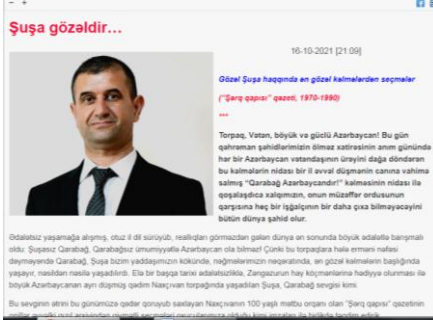 Şuşa gözəldir...
16-10-2021 [21:09]
Gözəl Şuşa haqqında ən gözəl kəlmələrdən seçmələr
("Şərq qapısı" qəzeti, 1970-1990)
***
Torpaq, Vətən, böyük və güclü Azərbaycan! Bu gün
qəhrəman şəhidlərimizin ölməz xatirəsinin anım günündə
hər bir Azərbaycan vətəndaşının ürəyini dağa döndərən
bu kəlmələrin nidası bir il əvvəl düşmənin canına vahimə
salmış "Qarabağ Azərbaycandır!" kəlməsinin nidası ilə
qoşalaşdıca xalqımızın, onun müzəffər ordusunun
qarşısına heç bir işğalçının bir daha çıxa bilməyəcəyini
bütün dünya şahid olur.
Ədalətsiz yaşamağa alışmış, otuz il dil sürüyüb, reallıqları görməzdən gələn dünya ən sonunda böyük ədalətlə barışmalı
oldu: Şuşasız Qarabağ, Qarabağsız ümumiyyətlə Azərbaycan ola bilməz! Çünki bu torpaqlara hələ erməni nəfəsi
dəyməyəndə Qarabağ, Şuşa bizim yaddaşımızın kökündə, nəğmələrimizin nəqəratında, ən gözəl kəlmələrin başlığında
yaşayır, nəsildən nəslə yaşadılırdı. Elə bir başqa tarixi ədalətsizliklə, Zəngəzurun hay köçmənlərinə hədiyyə olunması ilə
böyük Azərbaycanan ayrı düşmüş qədim Naxçıvan torpağında yaşadılan Şuşa, Qarabağ sevgisi kimi.
Bu sevginin ətrini bu günümüzə qədər qoruyub saxlayan Naxçıvanın 100 yaşlı mətbu orqanı olan "Şərq qapısı" qəzetinin